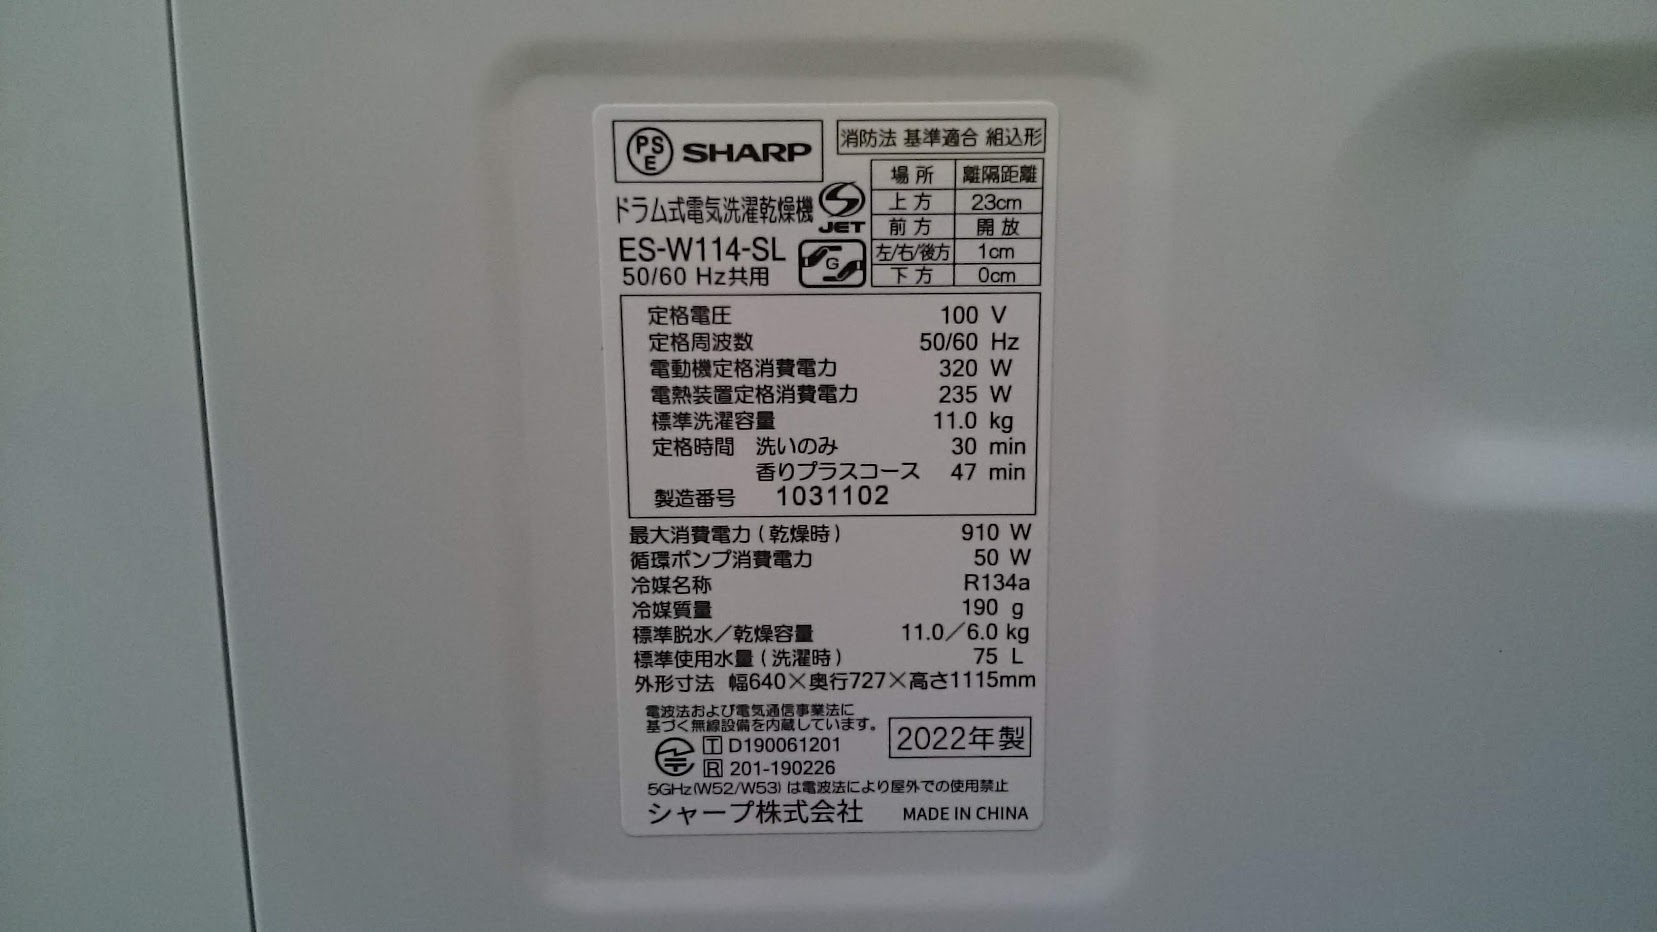 PSE SHARP
消防法 基準適合 組込形
場所 離隔距離
上方 23cm
前方 開放
左/右/後方 1cm
下方 0cm
ドラム式電気洗濯乾燥機
JET
ES-W114-SL
G
50/60 Hz共用
定格電圧 100 V
定格周波数 50/60 Hz
電動機定格消費電力 320 W
電熱装置定格消費電力 235 W
標準洗濯容量 11.0 kg
定格時間 洗いのみ 30 min
香りプラスコース 47 min
製造番号 1031102
最大消費電力(乾燥時) 910 W
循環ポンプ消費電力 50 W
冷媒名称 R134a
冷媒質量 190 g
標準脱水/乾燥容量 11.0/6.0 kg
標準使用水量(洗濯時) 75 L
外形寸法 幅640×奥行727×高さ1115mm
電波法および電気通信事業法に
基づく無線設備を内蔵しています。
T D190061201
R 201-190226
2022年製
5GHz(W52/W53)は電波法により屋外での使用禁止
シャープ株式会社 MADE IN CHINA